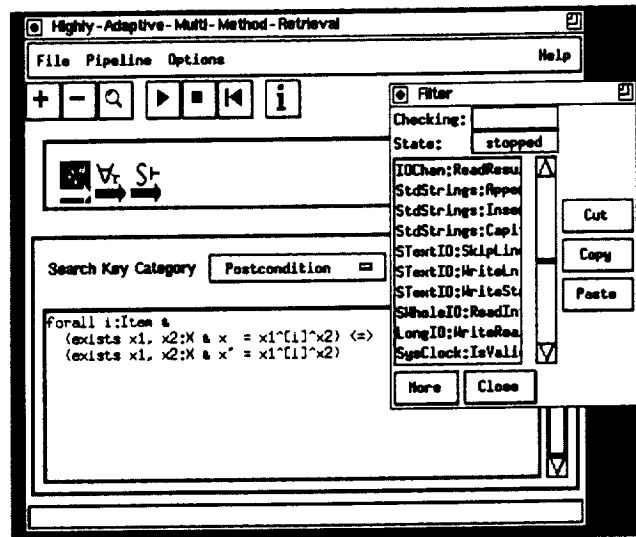 Highly-Adaptive-Multi-Method-Retrieval
File Pipeline Options Help
+ - i
∀τ S⊢
Search Key Category Postcondition
forall i:Item &
(exists x1, x2:X & x = x1^[i]^x2) <=>
(exists x1, x2:X & x' = x1^[i]^x2)
Filter
Checking:
State: stopped
IOChan:ReadResu
StdStrings:Appe
StdStrings:Inse
StdStrings:Capi
STextIO:SkipLin
STextIO:WriteLn
STextIO:WriteSt
SWholeIO:ReadIn
LongIO:WriteRea
SysClock:IsVali
Cut
Copy
Paste
More Close